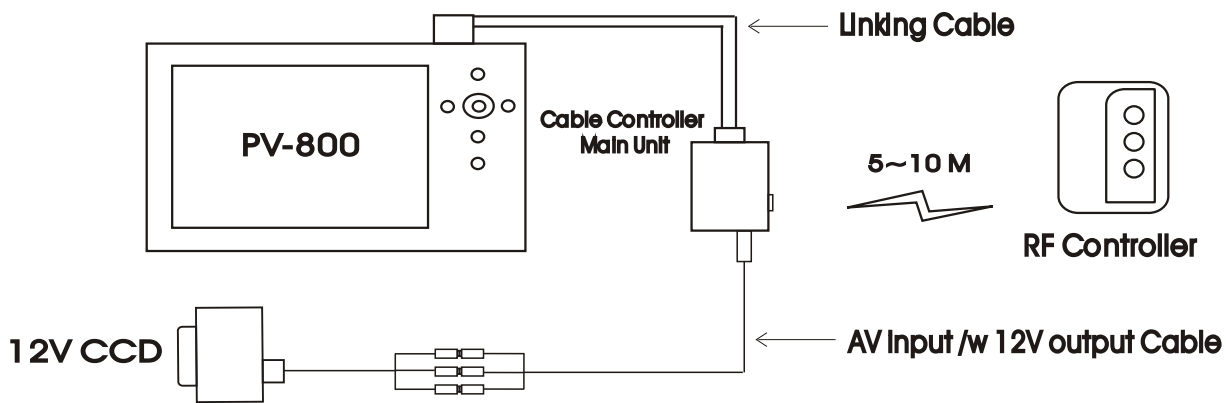 Linking Cable
PV-800
Cable Controller
Main Unit
5~10 M
RF Controller
12V CCD
AV Input /w 12V output Cable